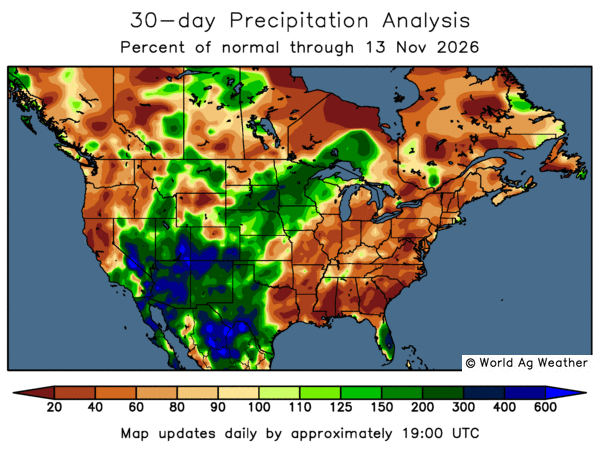 30-day Precipitation Analysis
Percent of normal through 13 Nov 2026
© World Ag Weather
20 40 60 80 90 100 110 125 150 200 300 400 600
Map updates daily by approximately 19:00 UTC